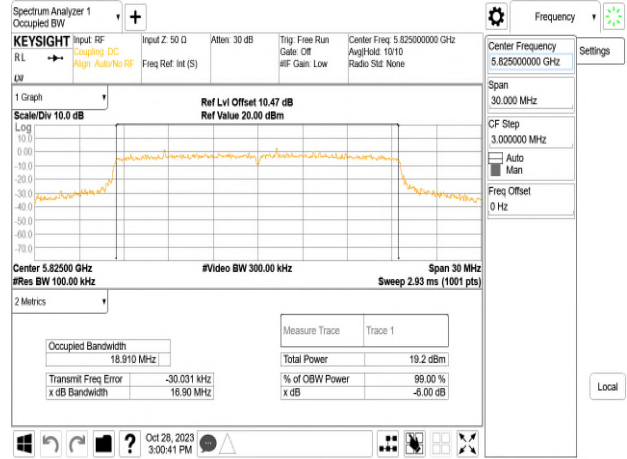 Spectrum Analyzer 1
Occupied BW
Frequency
KEYSIGHT
RL
Input: RF
Coupling: DC
Align: Auto/No RF
Input Z: 50 Ω
Freq Ref: Int (S)
Atten: 30 dB
Trig: Free Run
Gate: Off
#IF Gain: Low
Center Freq: 5.825000000 GHz
Avg|Hold: 10/10
Radio Std: None
Center Frequency
5.825000000 GHz
Settings
Span
30.000 MHz
CF Step
3.000000 MHz
Auto
Man
Freq Offset
0 Hz
Local
1 Graph
Scale/Div 10.0 dB
Ref Lvl Offset 10.47 dB
Ref Value 20.00 dBm
Log
10.0
0.00
-10.0
-20.0
-30.0
-40.0
-50.0
-60.0
-70.0
Center 5.82500 GHz
#Video BW 300.00 kHz
Span 30 MHz
#Res BW 100.00 kHz
Sweep 2.93 ms (1001 pts)
2 Metrics
Measure Trace
Trace 1
Occupied Bandwidth
18.910 MHz
Total Power
19.2 dBm
Transmit Freq Error
-30.031 kHz
% of OBW Power
99.00 %
x dB Bandwidth
16.90 MHz
x dB
-6.00 dB
Oct 28, 2023
3:00:41 PM